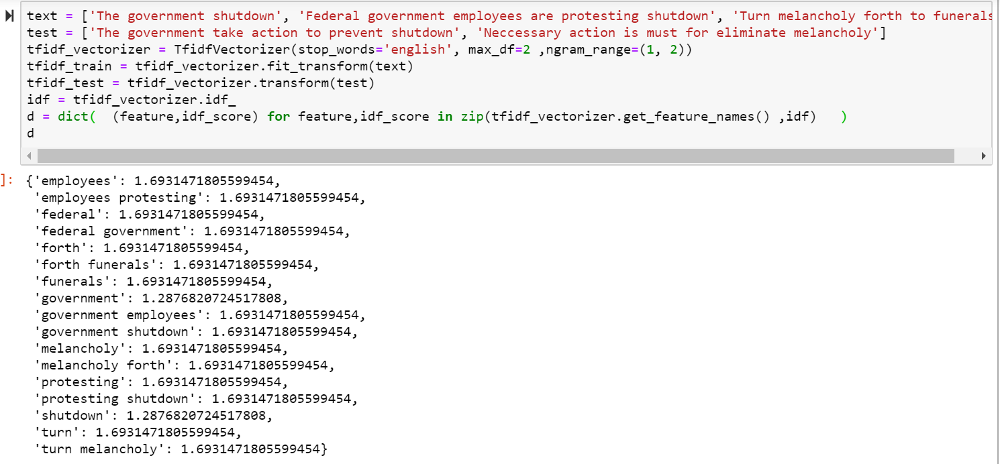 text = ['The government shutdown', 'Federal government employees are protesting shutdown', 'Turn melancholy forth to funerals
test = ['The government take action to prevent shutdown', 'Neccessary action is must for eliminate melancholy']
tfidf_vectorizer = TfidfVectorizer(stop_words='english', max_df=2 ,ngram_range=(1, 2))
tfidf_train = tfidf_vectorizer.fit_transform(text)
tfidf_test = tfidf_vectorizer.transform(test)
idf = tfidf_vectorizer.idf_
d = dict(  (feature,idf_score) for feature,idf_score in zip(tfidf_vectorizer.get_feature_names() ,idf)   )
d
]: {'employees': 1.6931471805599454,
'employees protesting': 1.6931471805599454,
'federal': 1.6931471805599454,
'federal government': 1.6931471805599454,
'forth': 1.6931471805599454,
'forth funerals': 1.6931471805599454,
'funerals': 1.6931471805599454,
'government': 1.2876820724517808,
'government employees': 1.6931471805599454,
'government shutdown': 1.6931471805599454,
'melancholy': 1.6931471805599454,
'melancholy forth': 1.6931471805599454,
'protesting': 1.6931471805599454,
'protesting shutdown': 1.6931471805599454,
'shutdown': 1.2876820724517808,
'turn': 1.6931471805599454,
'turn melancholy': 1.6931471805599454}